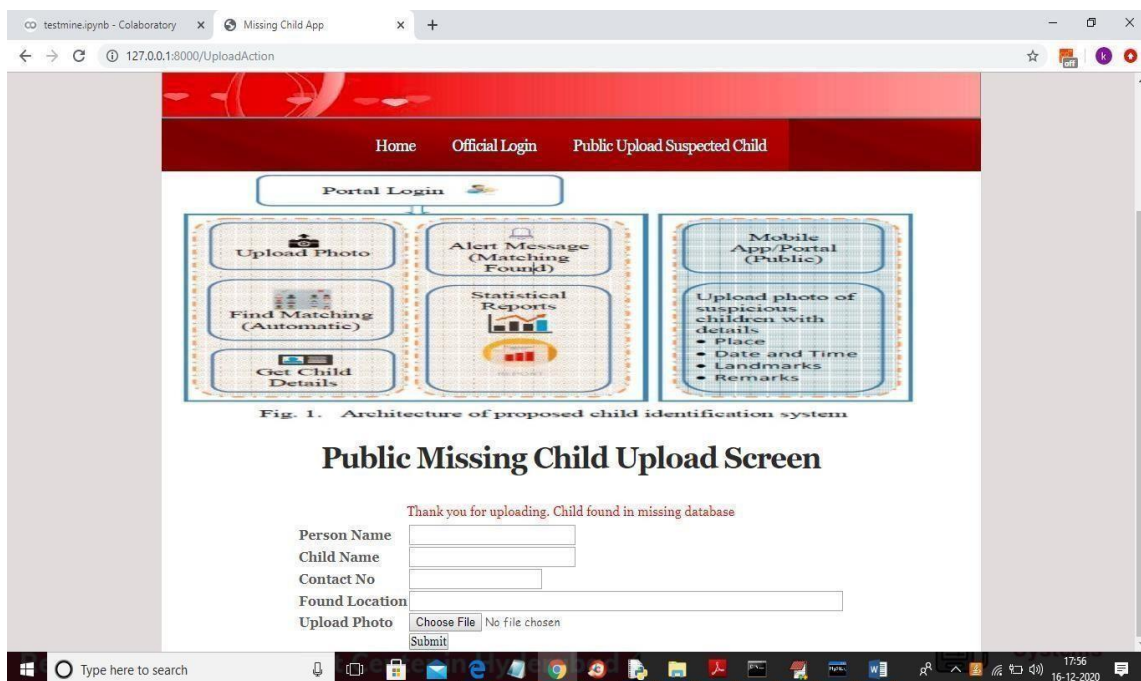 testmine.ipynb - Colaboratory
Missing Child App
127.0.0.1:8000/UploadAction
off
k
Home Official Login Public Upload Suspected Child
Portal Login
Upload Photo
Find Matching
(Automatic)
Get Child
Details
Alert Message
(Matching
Found)
Statistical
Reports
Mobile
App/Portal
(Public)
Upload photo of
suspicious
children with
details
• Place
• Date and Time
• Landmarks
• Remarks
Fig. 1. Architecture of proposed child identification system
Public Missing Child Upload Screen
Thank you for uploading. Child found in missing database
Person Name
Child Name
Contact No
Found Location
Upload Photo Choose File No file chosen
Submit
Type here to search
17:56
16-12-2020